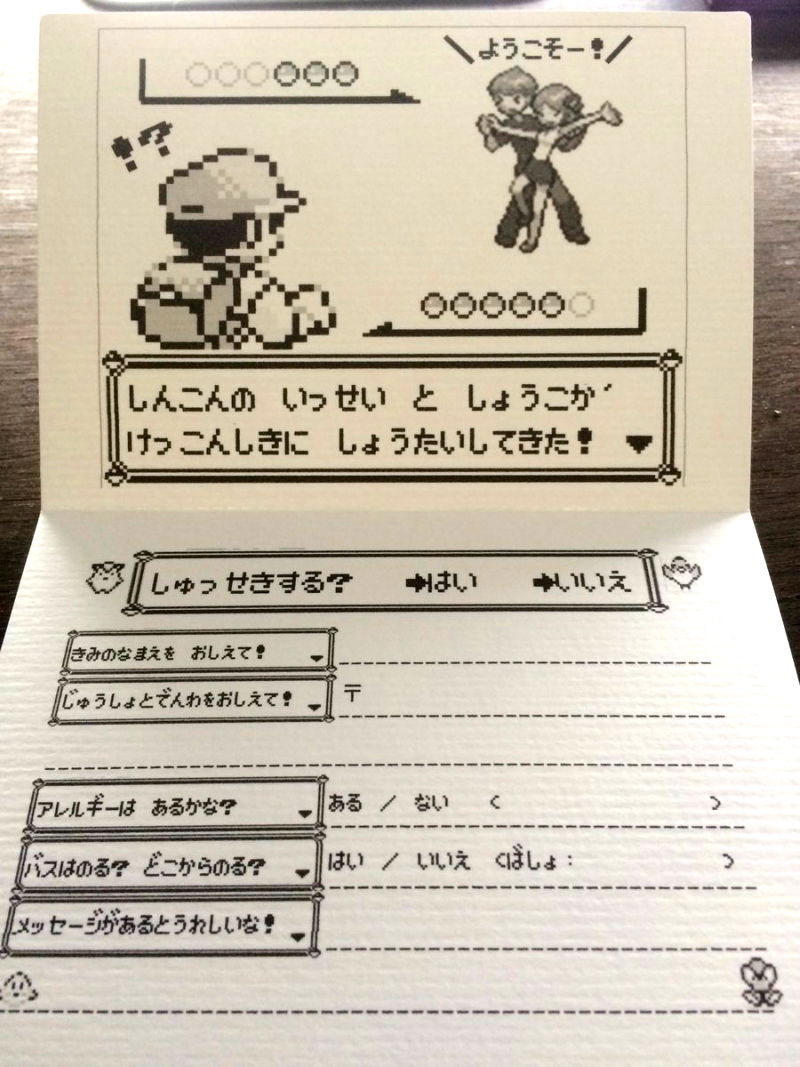 ＼ようこそー！／
！？
しんこんの いっせい と しょうこが
けっこんしきに しょうたいしてきた！ ▼
しゅっせきする？ ➡はい ➡いいえ
きみのなまえを おしえて！ ▼
じゅうしょとでんわをおしえて！ ▼ 〒
アレルギーは あるかな？ ▼ ある / ない ( )
バスはのる？ どこからのる？ ▼ はい / いいえ (ばしょ: )
メッセージがあるとうれしいな！ ▼